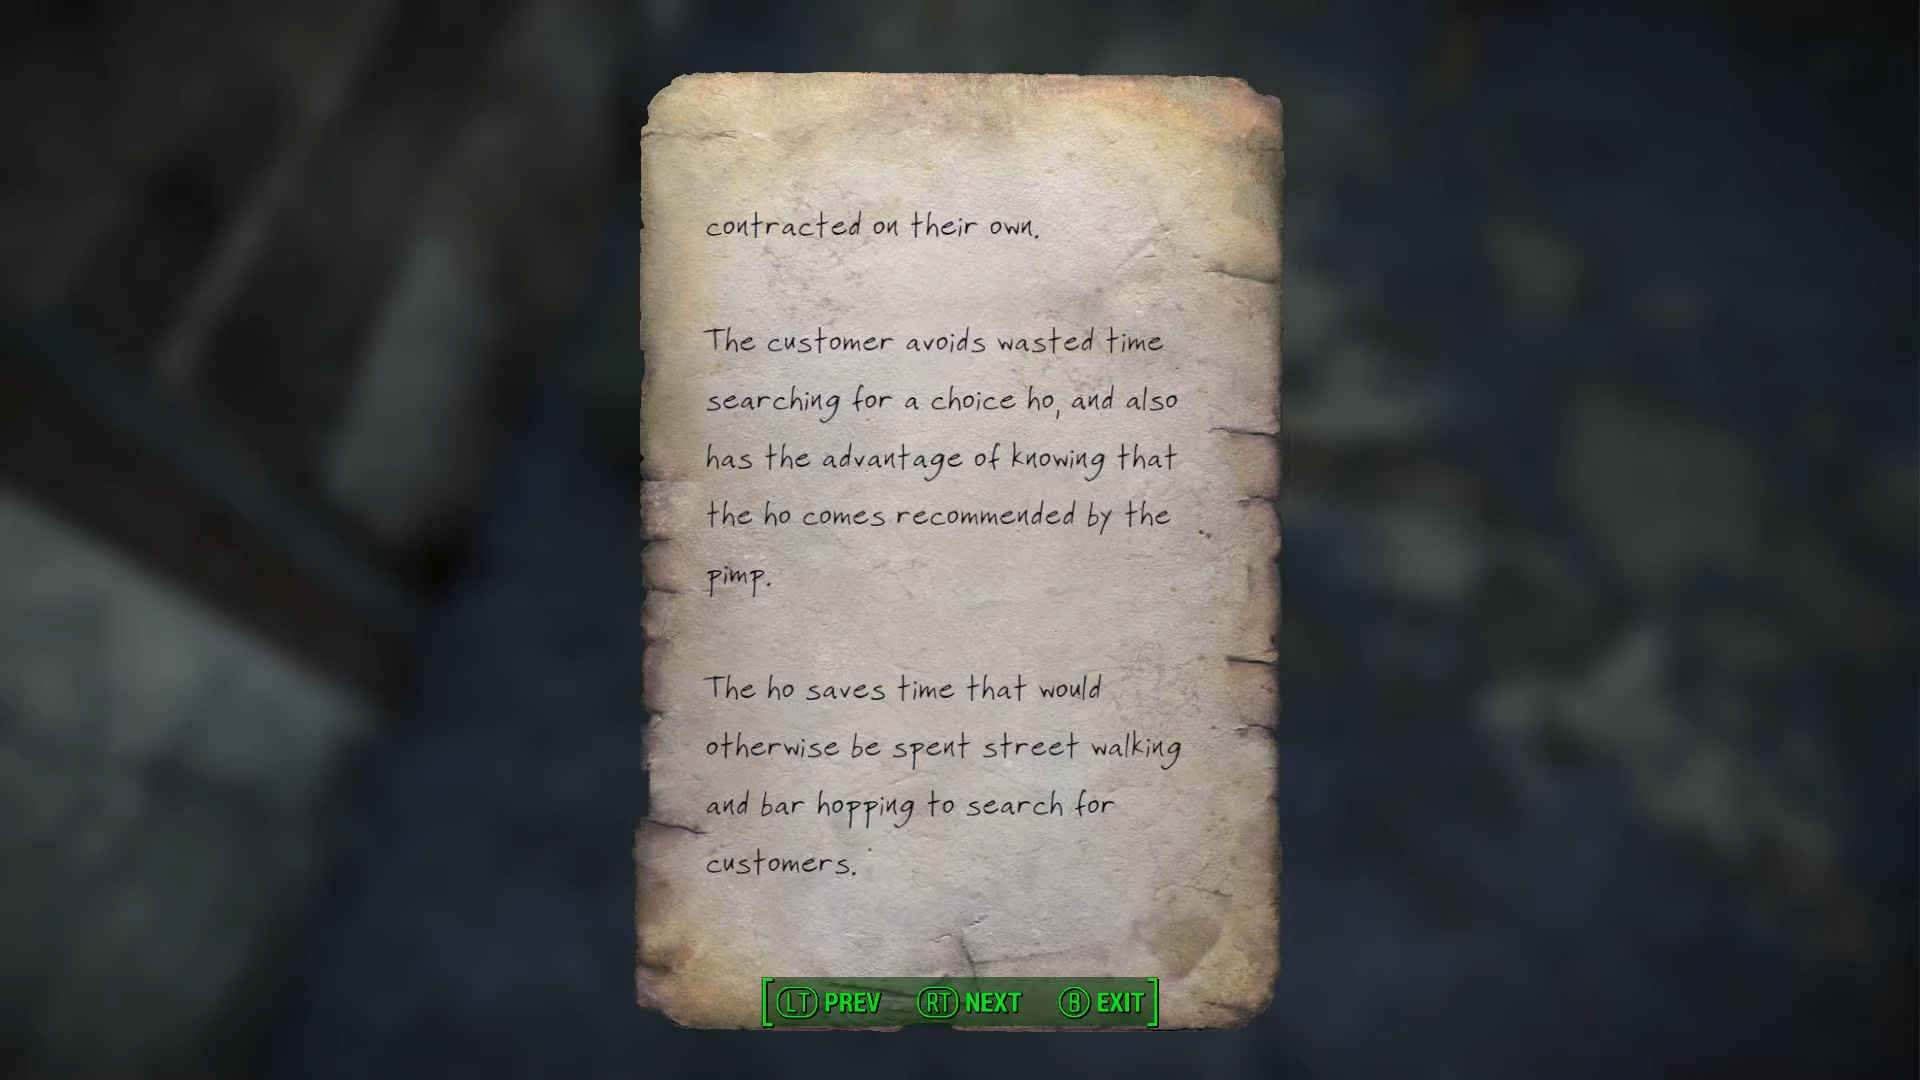 contracted on their own.
The customer avoids wasted time
searching for a choice ho, and also
has the advantage of knowing that
the ho comes recommended by the
pimp.
The ho saves time that would
otherwise be spent street walking
and bar hopping to search for
customers.
LT PREV RT NEXT B EXIT